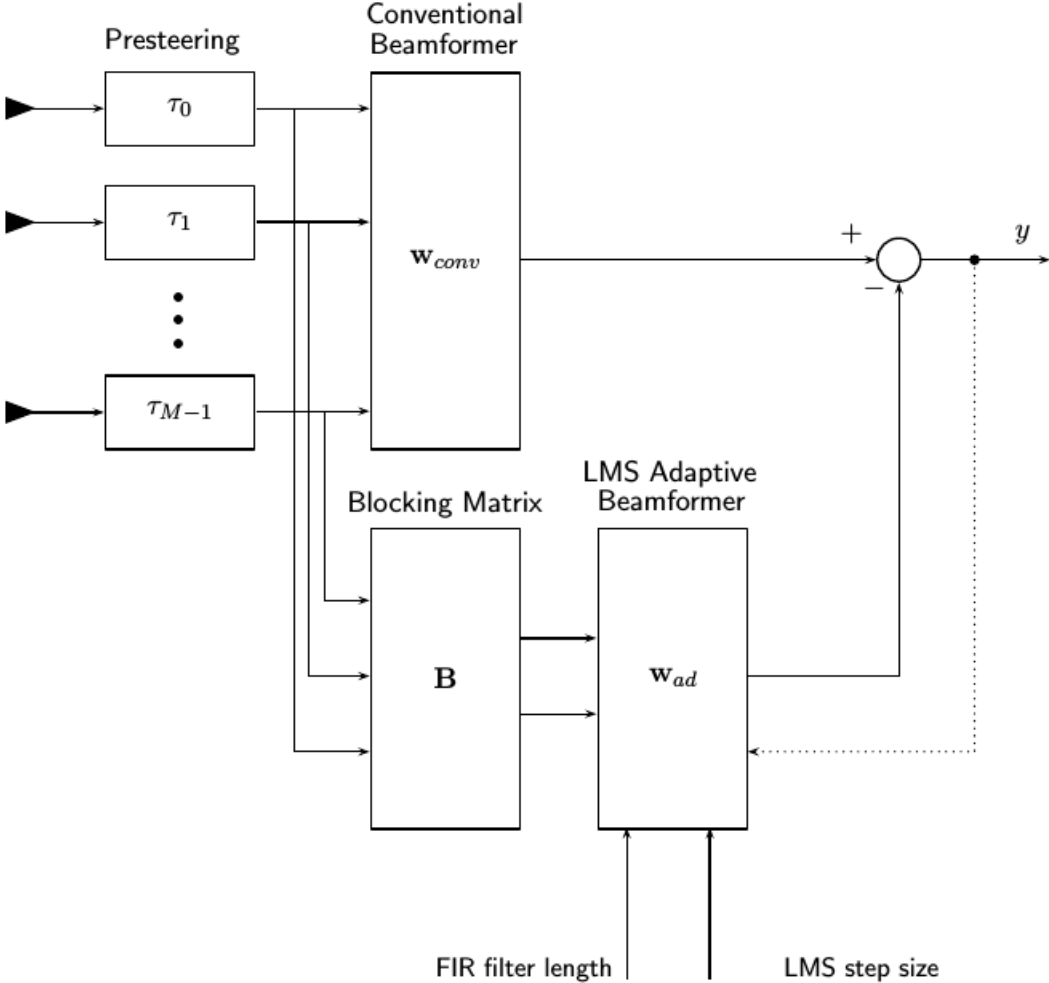 Conventional
Beamformer
Presteering
τ₀
τ₁
w_conv
+
−
y
τ_{M−1}
LMS Adaptive
Beamformer
Blocking Matrix
B
w_ad
FIR filter length
LMS step size